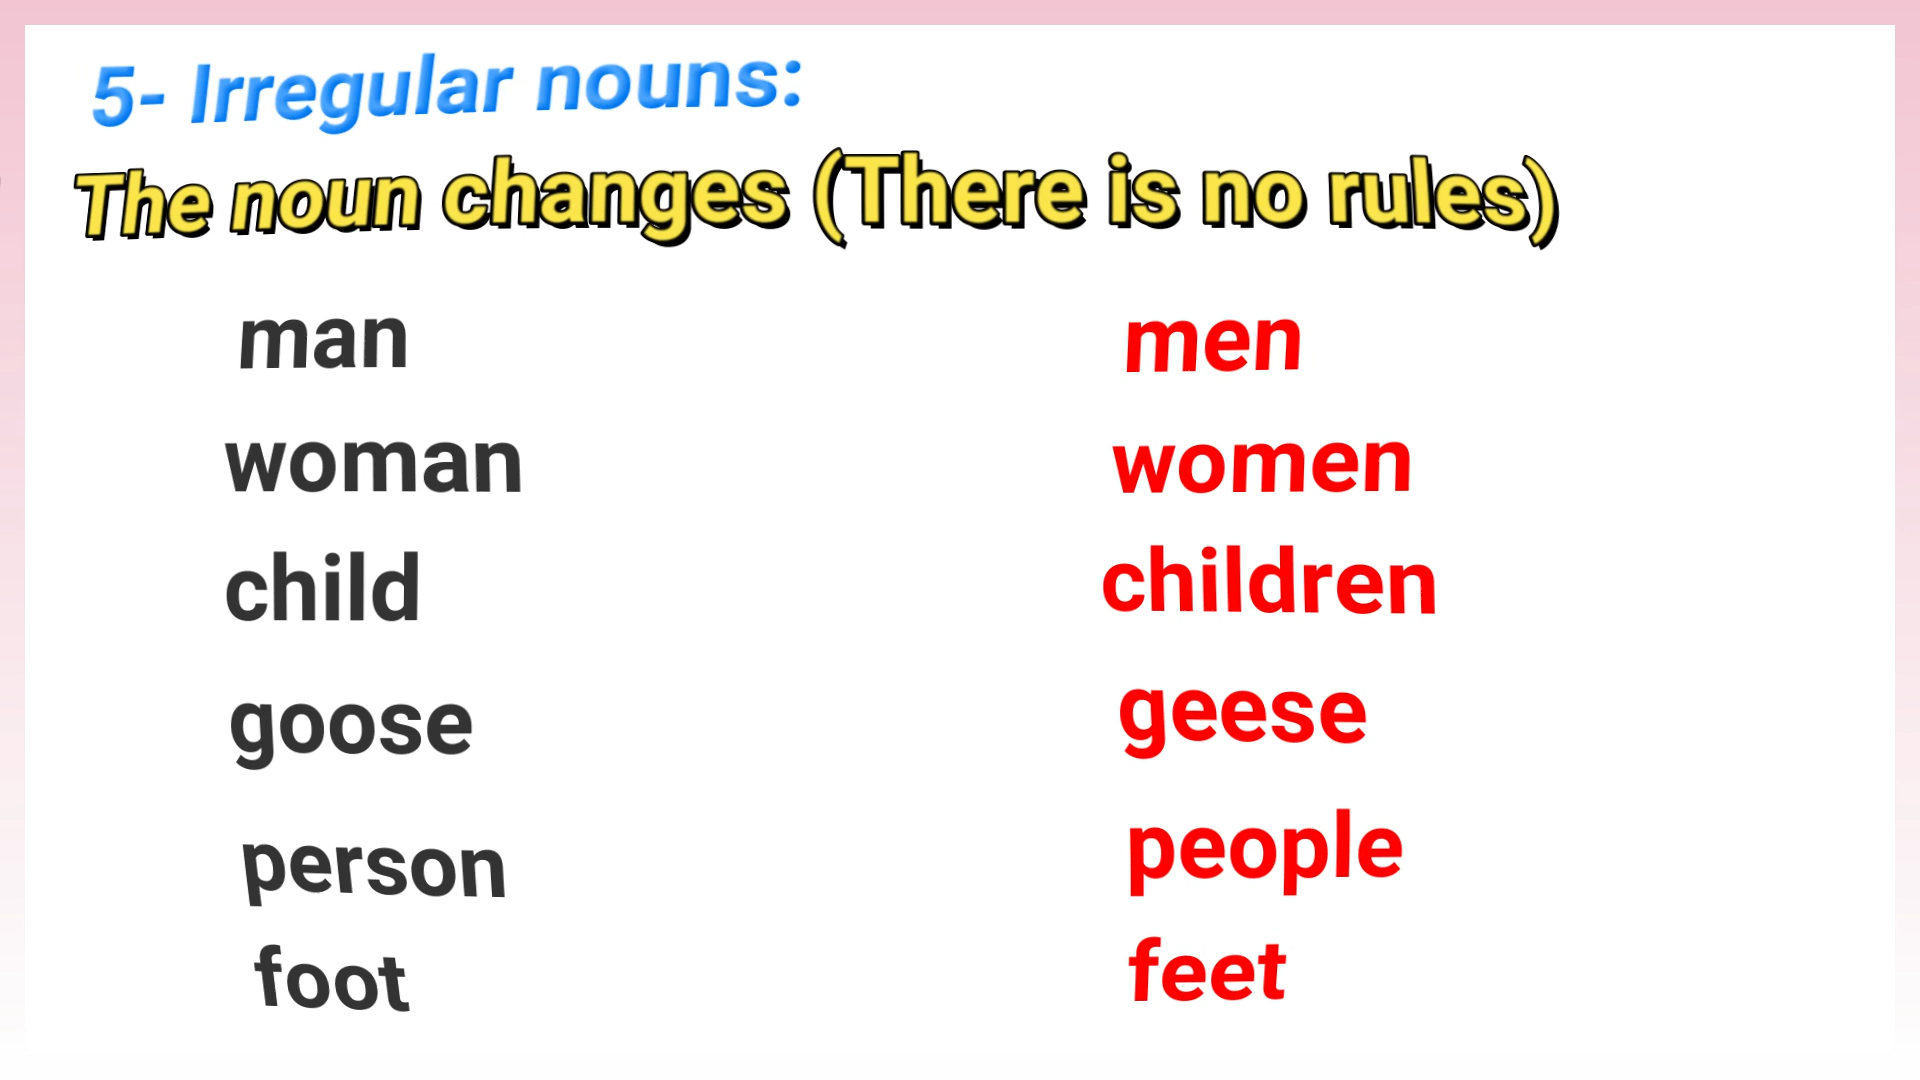 5- Irregular nouns:
The noun changes (There is no rules)
man men
woman women
child children
goose geese
person people
foot feet